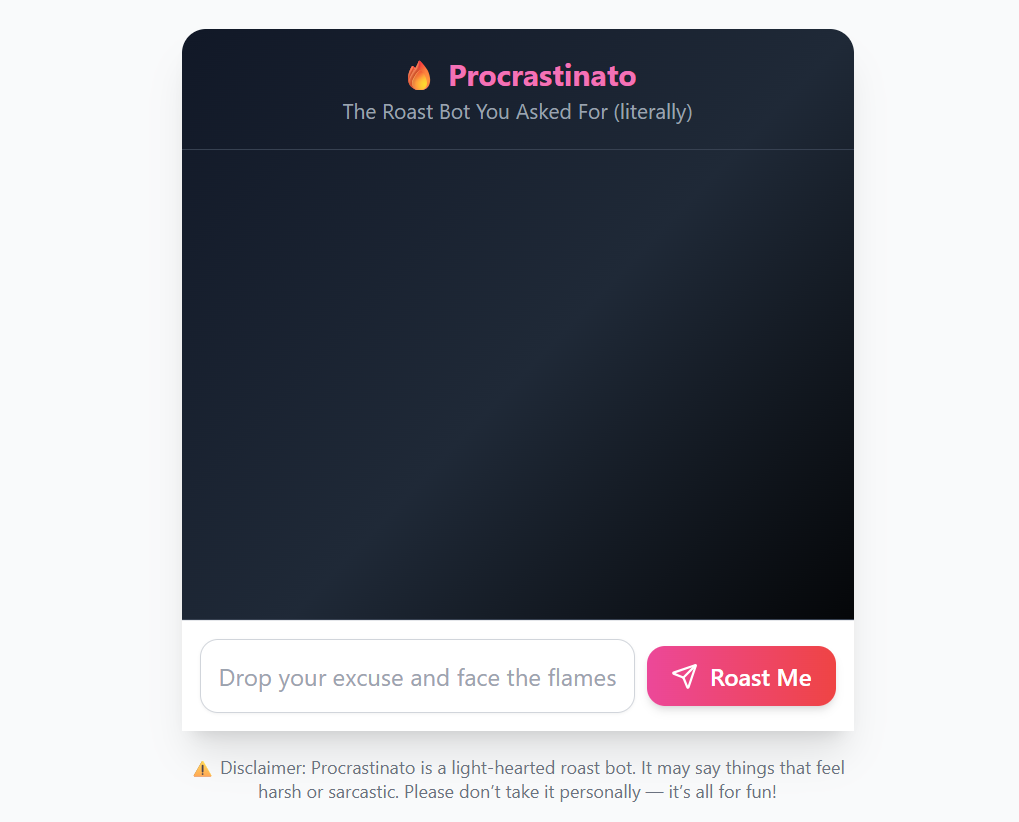 🔥 Procrastinato
The Roast Bot You Asked For (literally)
Drop your excuse and face the flames
Roast Me
⚠️ Disclaimer: Procrastinato is a light-hearted roast bot. It may say things that feel
harsh or sarcastic. Please don’t take it personally — it’s all for fun!